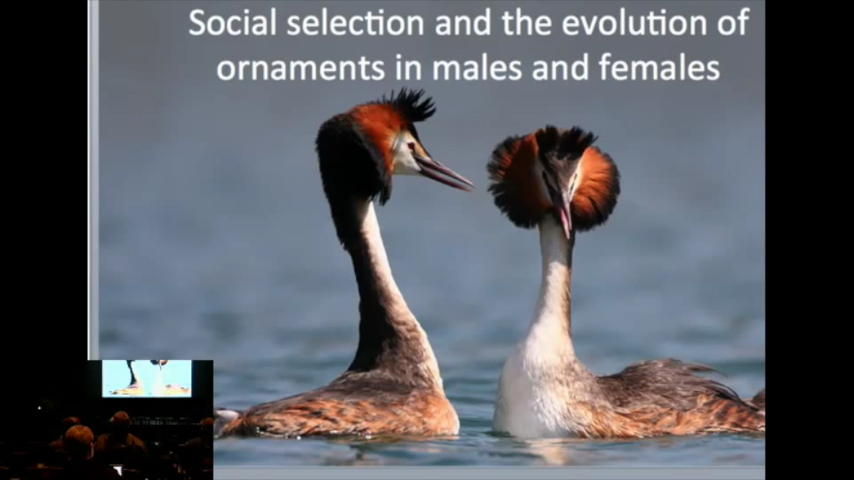 Social selection and the evolution of
ornaments in males and females